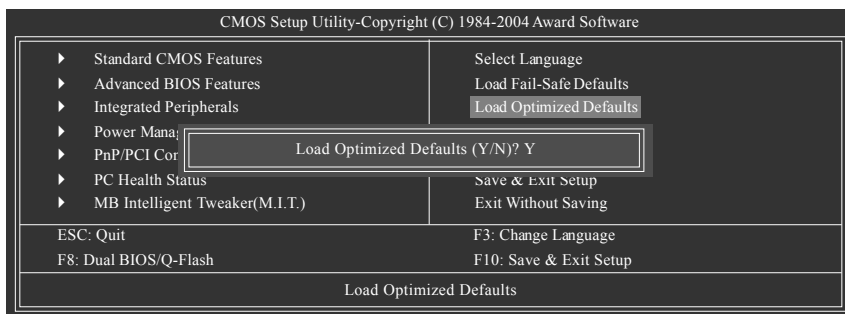 CMOS Setup Utility-Copyright (C) 1984-2004 Award Software
Standard CMOS Features
Advanced BIOS Features
Integrated Peripherals
Power Mana
PnP/PCI Con
PC Health Status
MB Intelligent Tweaker(M.I.T.)
Select Language
Load Fail-Safe Defaults
Load Optimized Defaults
Save & Exit Setup
Exit Without Saving
Load Optimized Defaults (Y/N)? Y
ESC: Quit
F3: Change Language
F8: Dual BIOS/Q-Flash
F10: Save & Exit Setup
Load Optimized Defaults